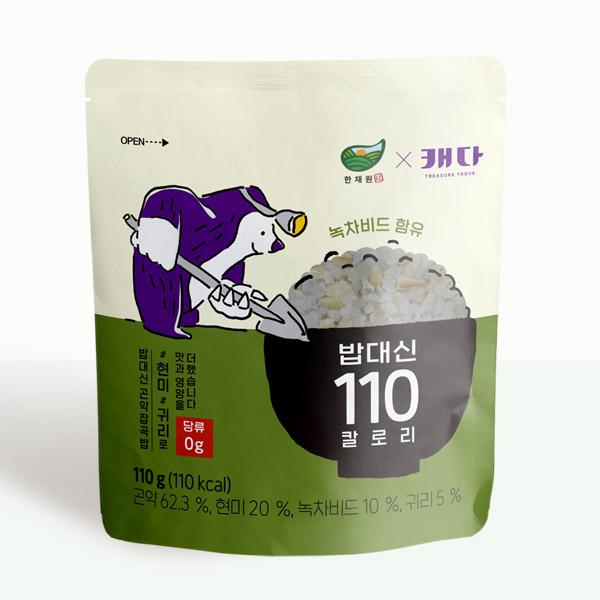 OPEN
한채원
×
캐다
TREASURE TROVE
녹차비드 함유
밥대신
110
칼로리
더했습니다
맛과 영양을
#현미 #귀리로
밥대신 곤약잡곡밥
당류
0g
110 g (110 kcal)
곤약 62.3 %, 현미 20 %, 녹차비드 10 %, 귀리 5 %